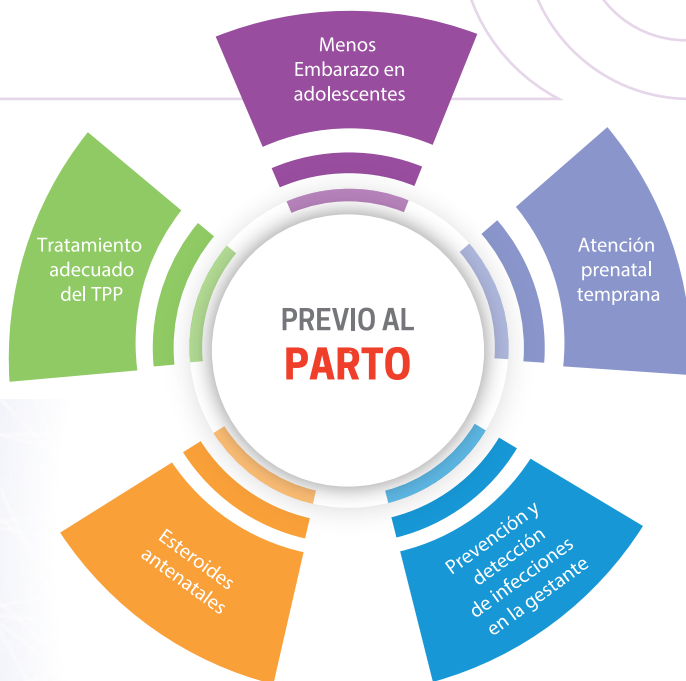 Menos
Embarazo en
adolescentes
Tratamiento
adecuado
del TPP
Atención
prenatal
temprana
PREVIO AL
PARTO
Esteroides
antenatales
Prevención y
detección
de infecciones
en la gestante